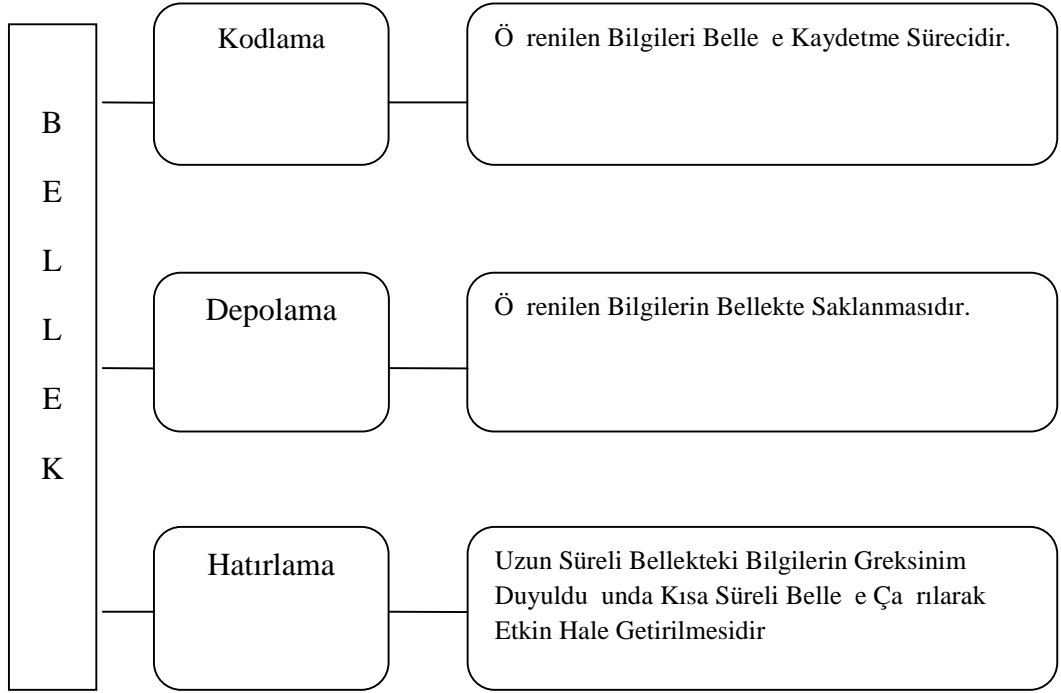 B
E
L
L
E
K
Kodlama
Ö renilen Bilgileri Belle e Kaydetme Sürecidir.
Depolama
Ö renilen Bilgilerin Bellekte Saklanmasıdır.
Hatırlama
Uzun Süreli Bellekteki Bilgilerin Greksinim
Duyuldu unda Kısa Süreli Belle e Ça rılarak
Etkin Hale Getirilmesidir